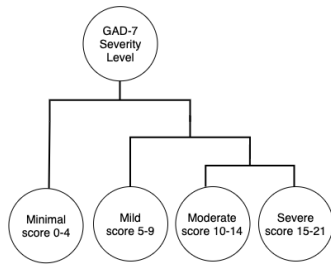 GAD-7
Severity
Level
Minimal
score 0-4
Mild
score 5-9
Moderate
score 10-14
Severe
score 15-21